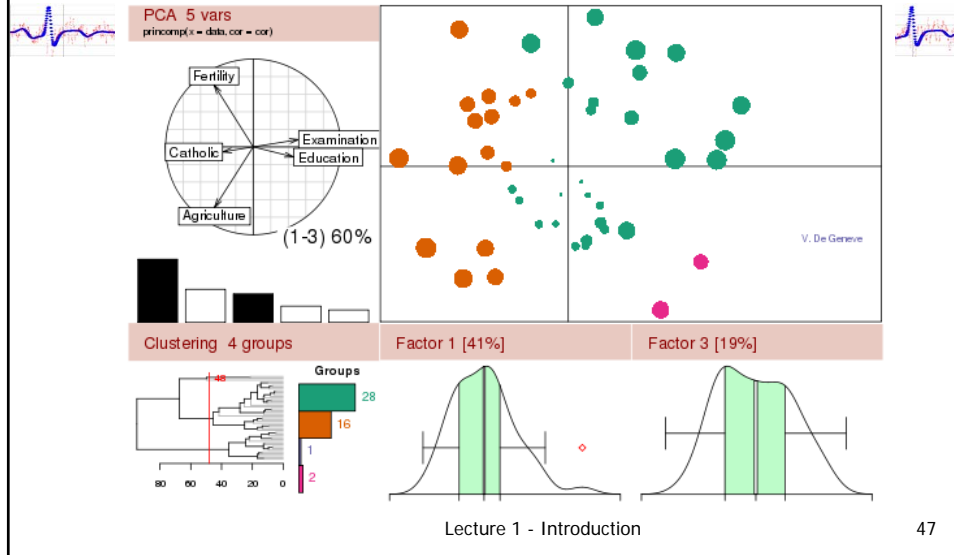 PCA 5 vars
princomp(x = data, cor = cor)
Fertility
Examination
Catholic
Education
Agriculture
(1-3) 60%
V. De Geneve
Clustering 4 groups
Factor 1 [41%]
Factor 3 [19%]
48
Groups
28
16
1
2
80 60 40 20 0
Lecture 1 - Introduction
47